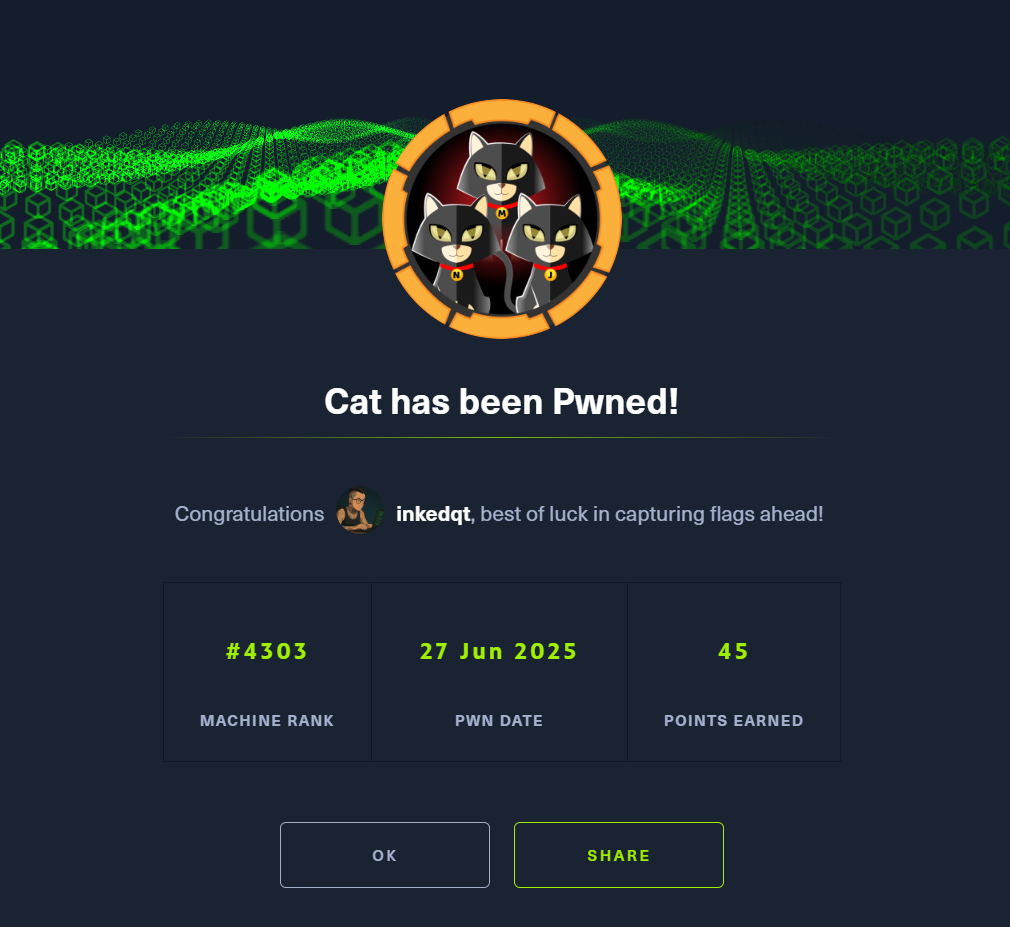 M
N
J
Cat has been Pwned!
Congratulations inkedqt, best of luck in capturing flags ahead!
#4303
27 Jun 2025
45
MACHINE RANK
PWN DATE
POINTS EARNED
OK
SHARE